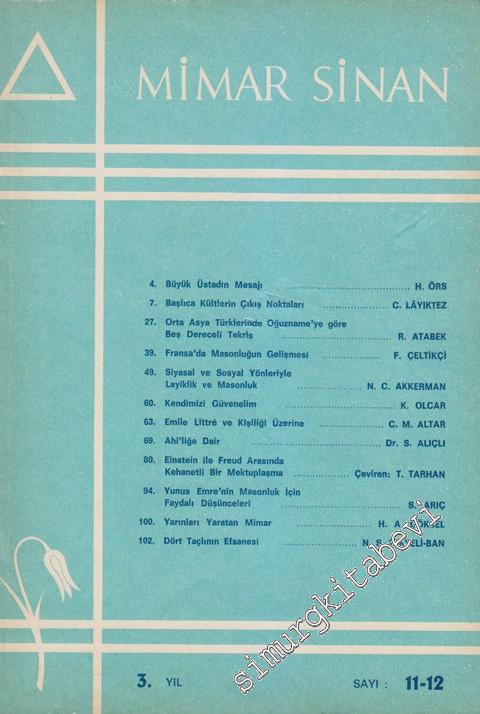 MİMAR SİNAN
4. Büyük Üstadın Mesajı .......... H. ÖRS
7. Başlıca Kültlerin Çıkış Noktaları .......... C. LÂYIKTEZ
27. Orta Asya Türklerinde Oğuzname'ye göre
Beş Dereceli Tekris .......... R. ATABEK
39. Fransa'da Masonluğun Gelişmesi .......... F. ÇELTİKÇİ
49. Siyasal ve Sosyal Yönleriyle
Layiklik ve Masonluk .......... N. C. AKKERMAN
60. Kendimizi Güvenelim .......... K. OLCAR
63. Emile Littré ve Kişiliği Üzerine .......... C. M. ALTAR
69. Ahi'liğe Dair .......... Dr. S. ALIÇLI
80. Einstein ile Freud Arasında
Kehanetli Bir Mektuplaşma .......... Çeviren: T. TARHAN
94. Yunus Emre'nin Masonluk İçin
Faydalı Düşünceleri .......... S. ARIÇ
100. Yarınları Yaratan Mimar .......... H. A.
102. Dört Taçlının Efsanesi .......... N. S.
3. YIL SAYI : 11-12
simurgkitabevi.com